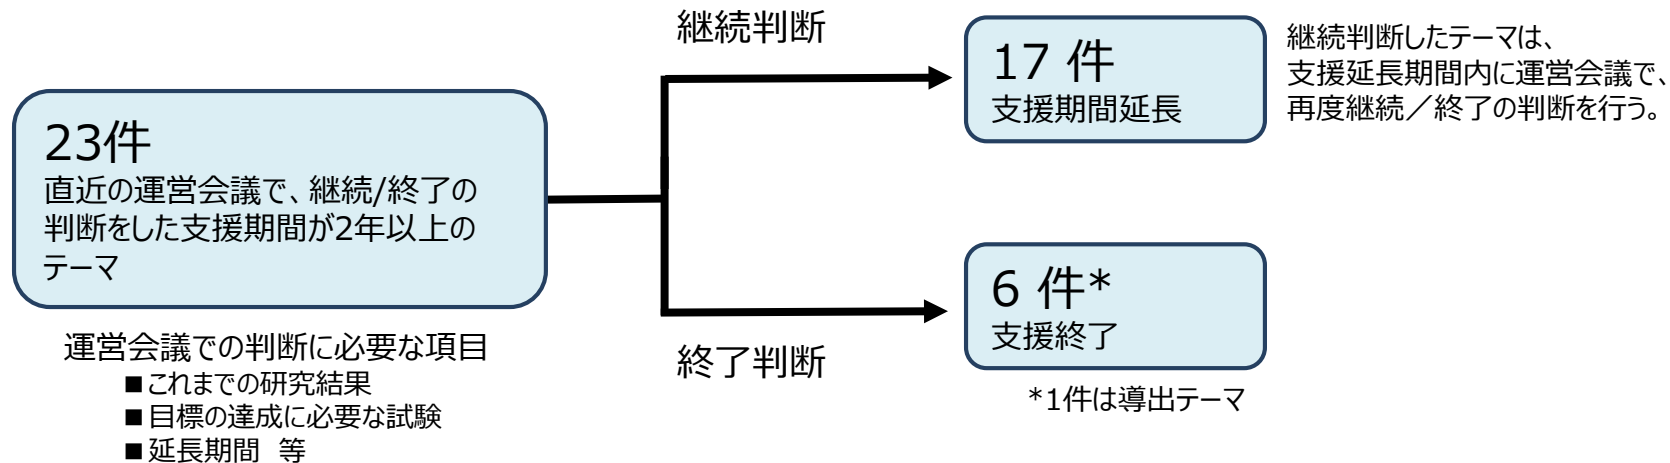 23件
直近の運営会議で、継続/終了の
判断をした支援期間が2年以上の
テーマ
運営会議での判断に必要な項目
■これまでの研究結果
■目標の達成に必要な試験
■延長期間　等
継続判断
17 件
支援期間延長
継続判断したテーマは、
支援延長期間内に運営会議で、
再度継続／終了の判断を行う。
終了判断
6 件*
支援終了
*1件は導出テーマ